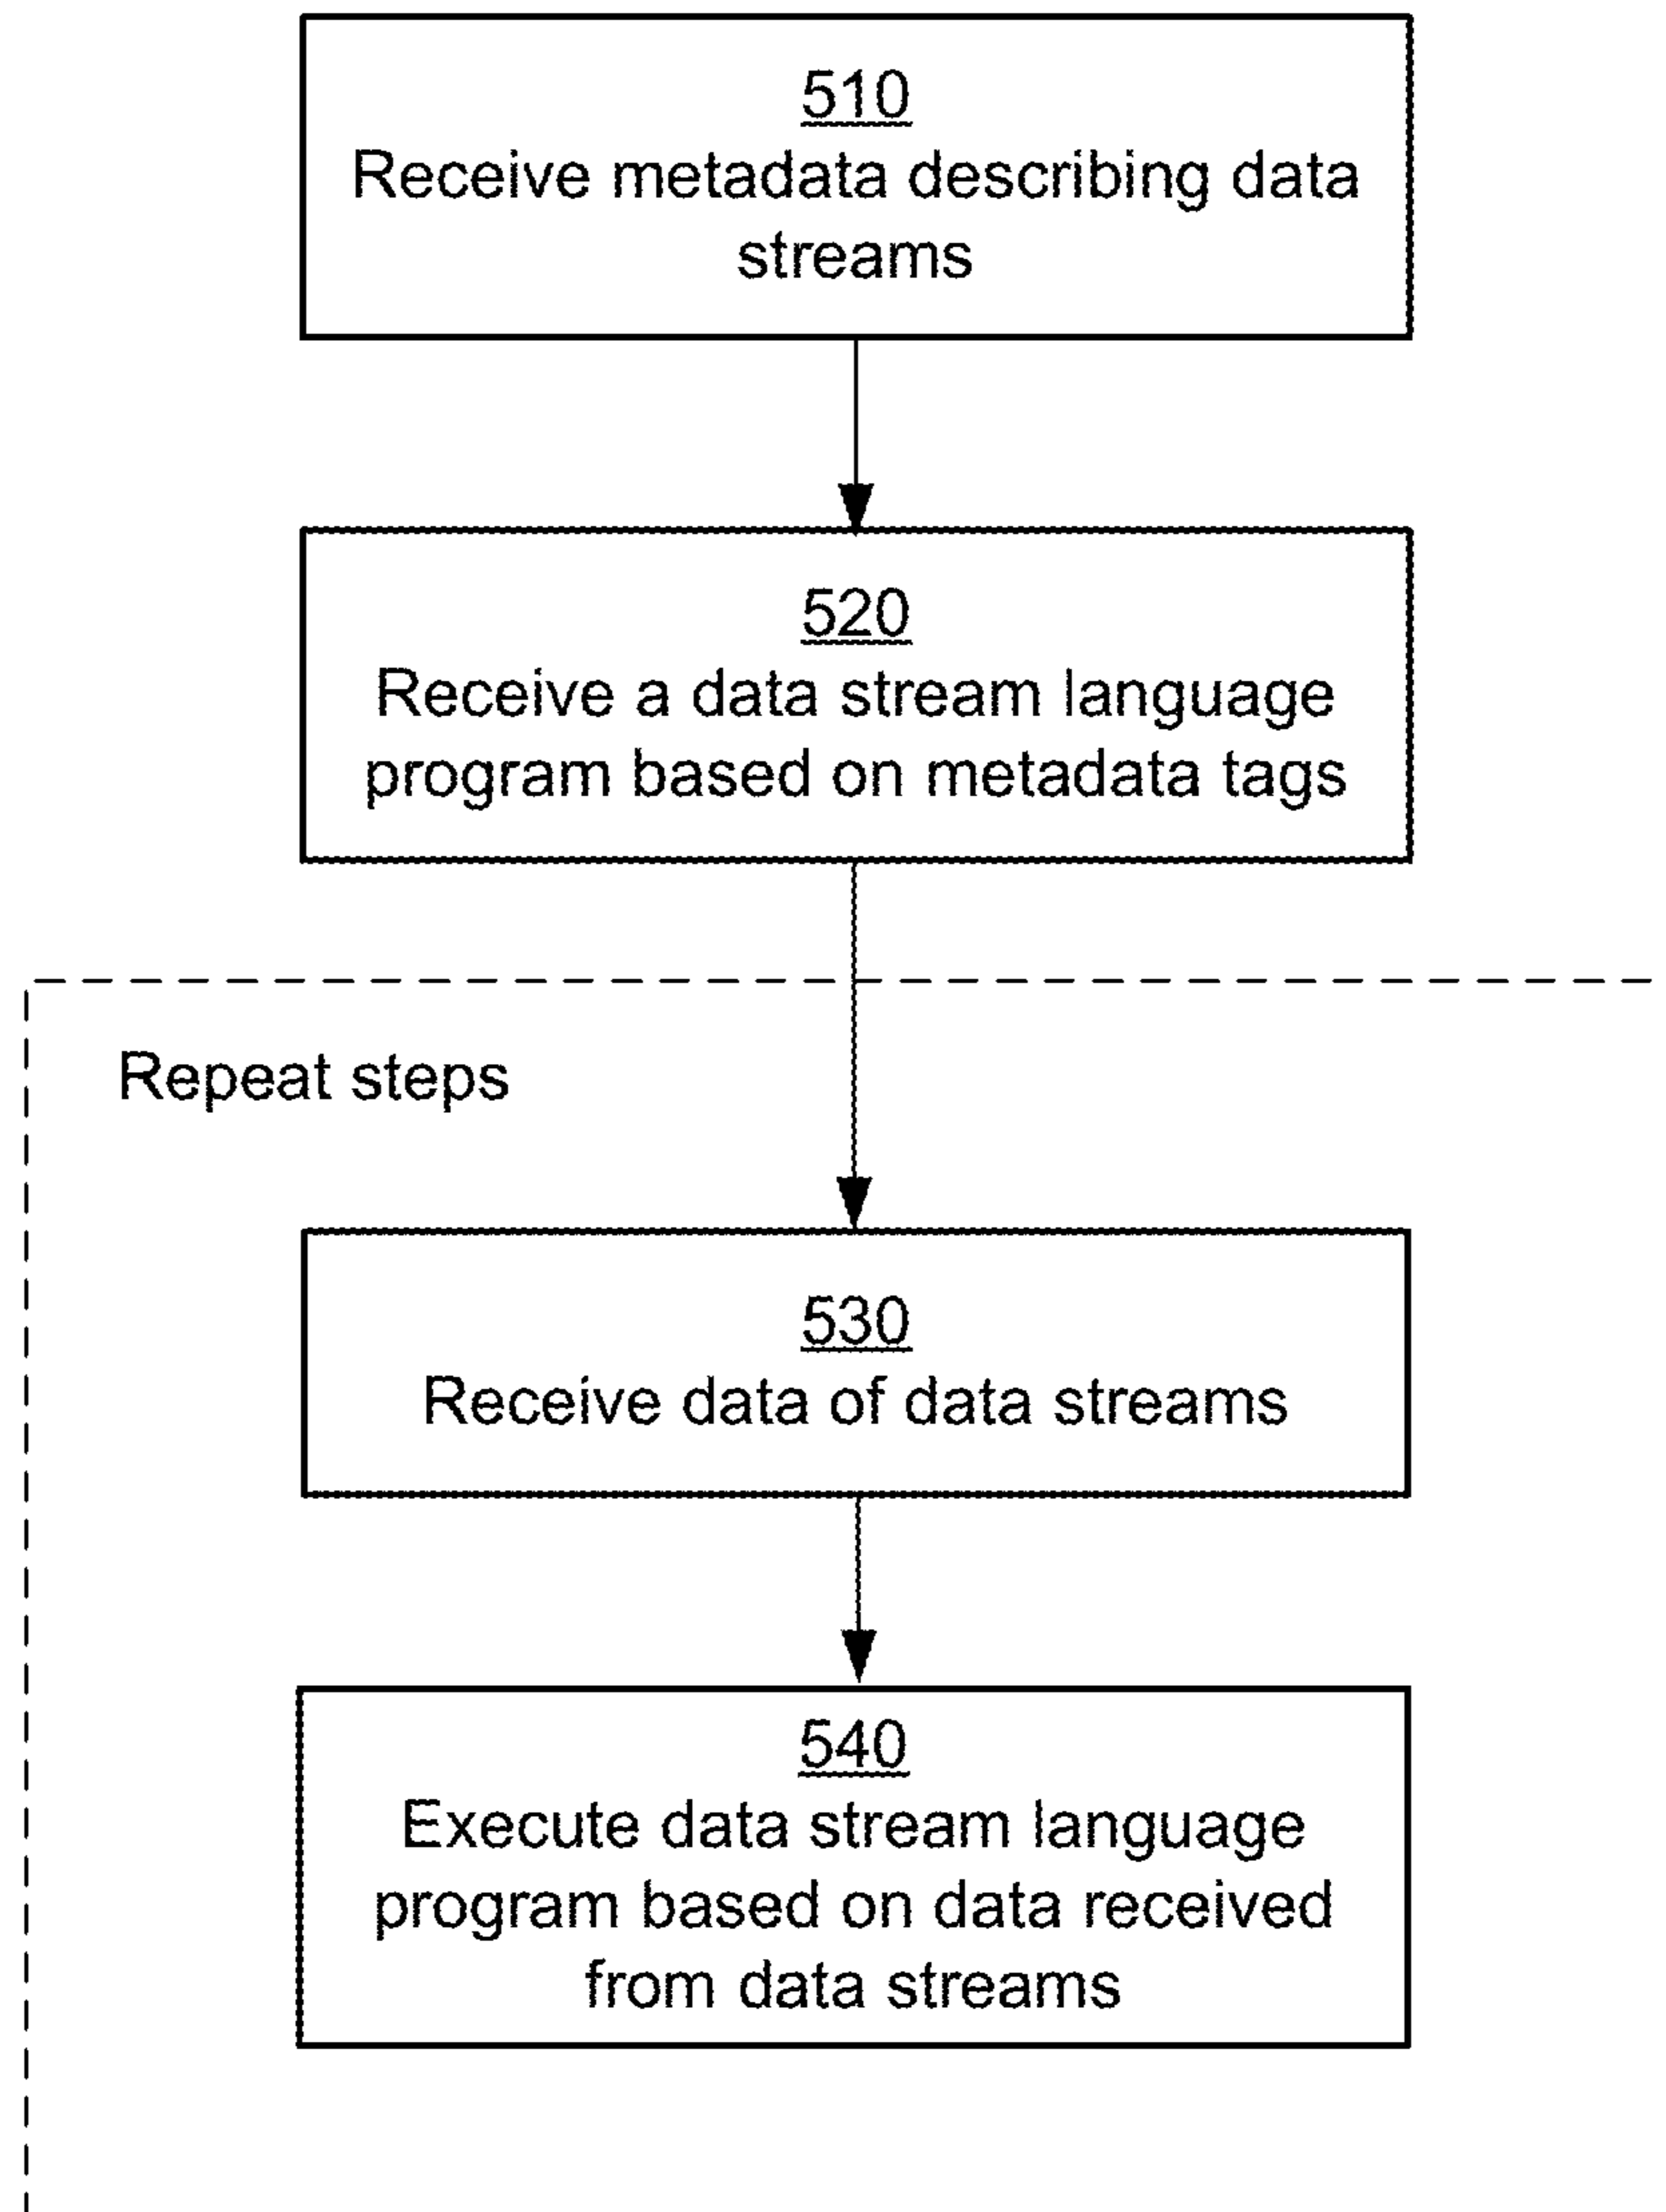 510
Receive metadata describing data
streams
520
Receive a data stream language
program based on metadata tags
Repeat steps
530
Receive data of data streams
540
Execute data stream language
program based on data received
from data streams